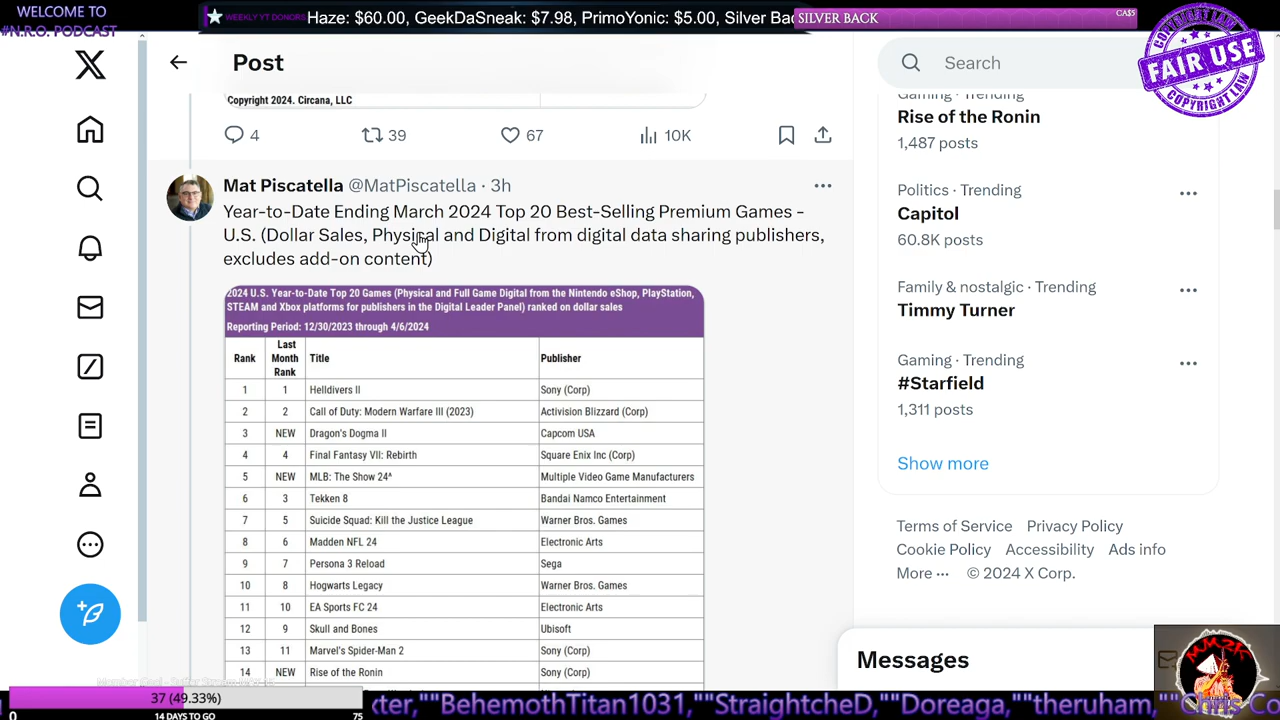 WELCOME TO
#N.R.O. PODCAST
WEEKLY YT DONORS
Haze: $60.00, GeekDaSneak: $7.98, PrimoYonic: $5.00, Silver Ba
SILVER BACK
CA$5
COPYRIGHT LAW
FAIR USE
COPYRIGHT LAW
Post
Search
Copyright 2024. Circana, LLC
4
39
67
10K
Mat Piscatella @MatPiscatella · 3h
Year-to-Date Ending March 2024 Top 20 Best-Selling Premium Games -
U.S. (Dollar Sales, Physical and Digital from digital data sharing publishers,
excludes add-on content)
2024 U.S. Year-to-Date Top 20 Games (Physical and Full Game Digital from the Nintendo eShop, PlayStation,
STEAM and Xbox platforms for publishers in the Digital Leader Panel) ranked on dollar sales
Reporting Period: 12/30/2023 through 4/6/2024
Rank Last Month Rank Title Publisher
1 1 Helldivers II Sony (Corp)
2 2 Call of Duty: Modern Warfare III (2023) Activision Blizzard (Corp)
3 NEW Dragon's Dogma II Capcom USA
4 4 Final Fantasy VII: Rebirth Square Enix Inc (Corp)
5 NEW MLB: The Show 24^ Multiple Video Game Manufacturers
6 3 Tekken 8 Bandai Namco Entertainment
7 5 Suicide Squad: Kill the Justice League Warner Bros. Games
8 6 Madden NFL 24 Electronic Arts
9 7 Persona 3 Reload Sega
10 8 Hogwarts Legacy Warner Bros. Games
11 10 EA Sports FC 24 Electronic Arts
12 9 Skull and Bones Ubisoft
13 11 Marvel's Spider-Man 2 Sony (Corp)
14 NEW Rise of the Ronin Sony (Corp)
Gaming · Trending
Rise of the Ronin
1,487 posts
Politics · Trending
Capitol
60.8K posts
Family & nostalgic · Trending
Timmy Turner
Gaming · Trending
#Starfield
1,311 posts
Show more
Terms of Service Privacy Policy
Cookie Policy Accessibility Ads info
More ··· © 2024 X Corp.
Messages
MM2K
37 (49.33%)
0 14 DAYS TO GO 75
xter,""BehemothTitan1031,""StraightcheD,""Doreaga,""theruham,""Chris Co